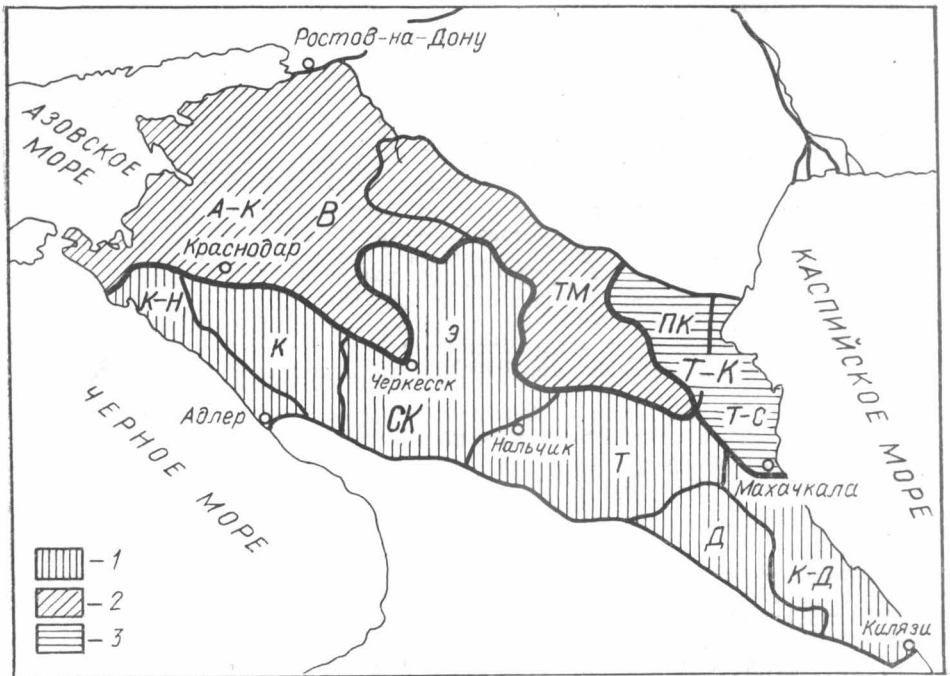 Ростов-на-Дону
АЗОВСКОЕ
МОРЕ
А-К
В
Краснодар
К-Н
К
Э
ТМ
ПК
Т-К
Т-С
КАСПИЙСКОЕ МОРЕ
Черкесск
СК
Адлер
Нальчик
Т
Махачкала
ЧЕРНОЕ МОРЕ
Д
К-Д
Килязи
-1
-2
-3